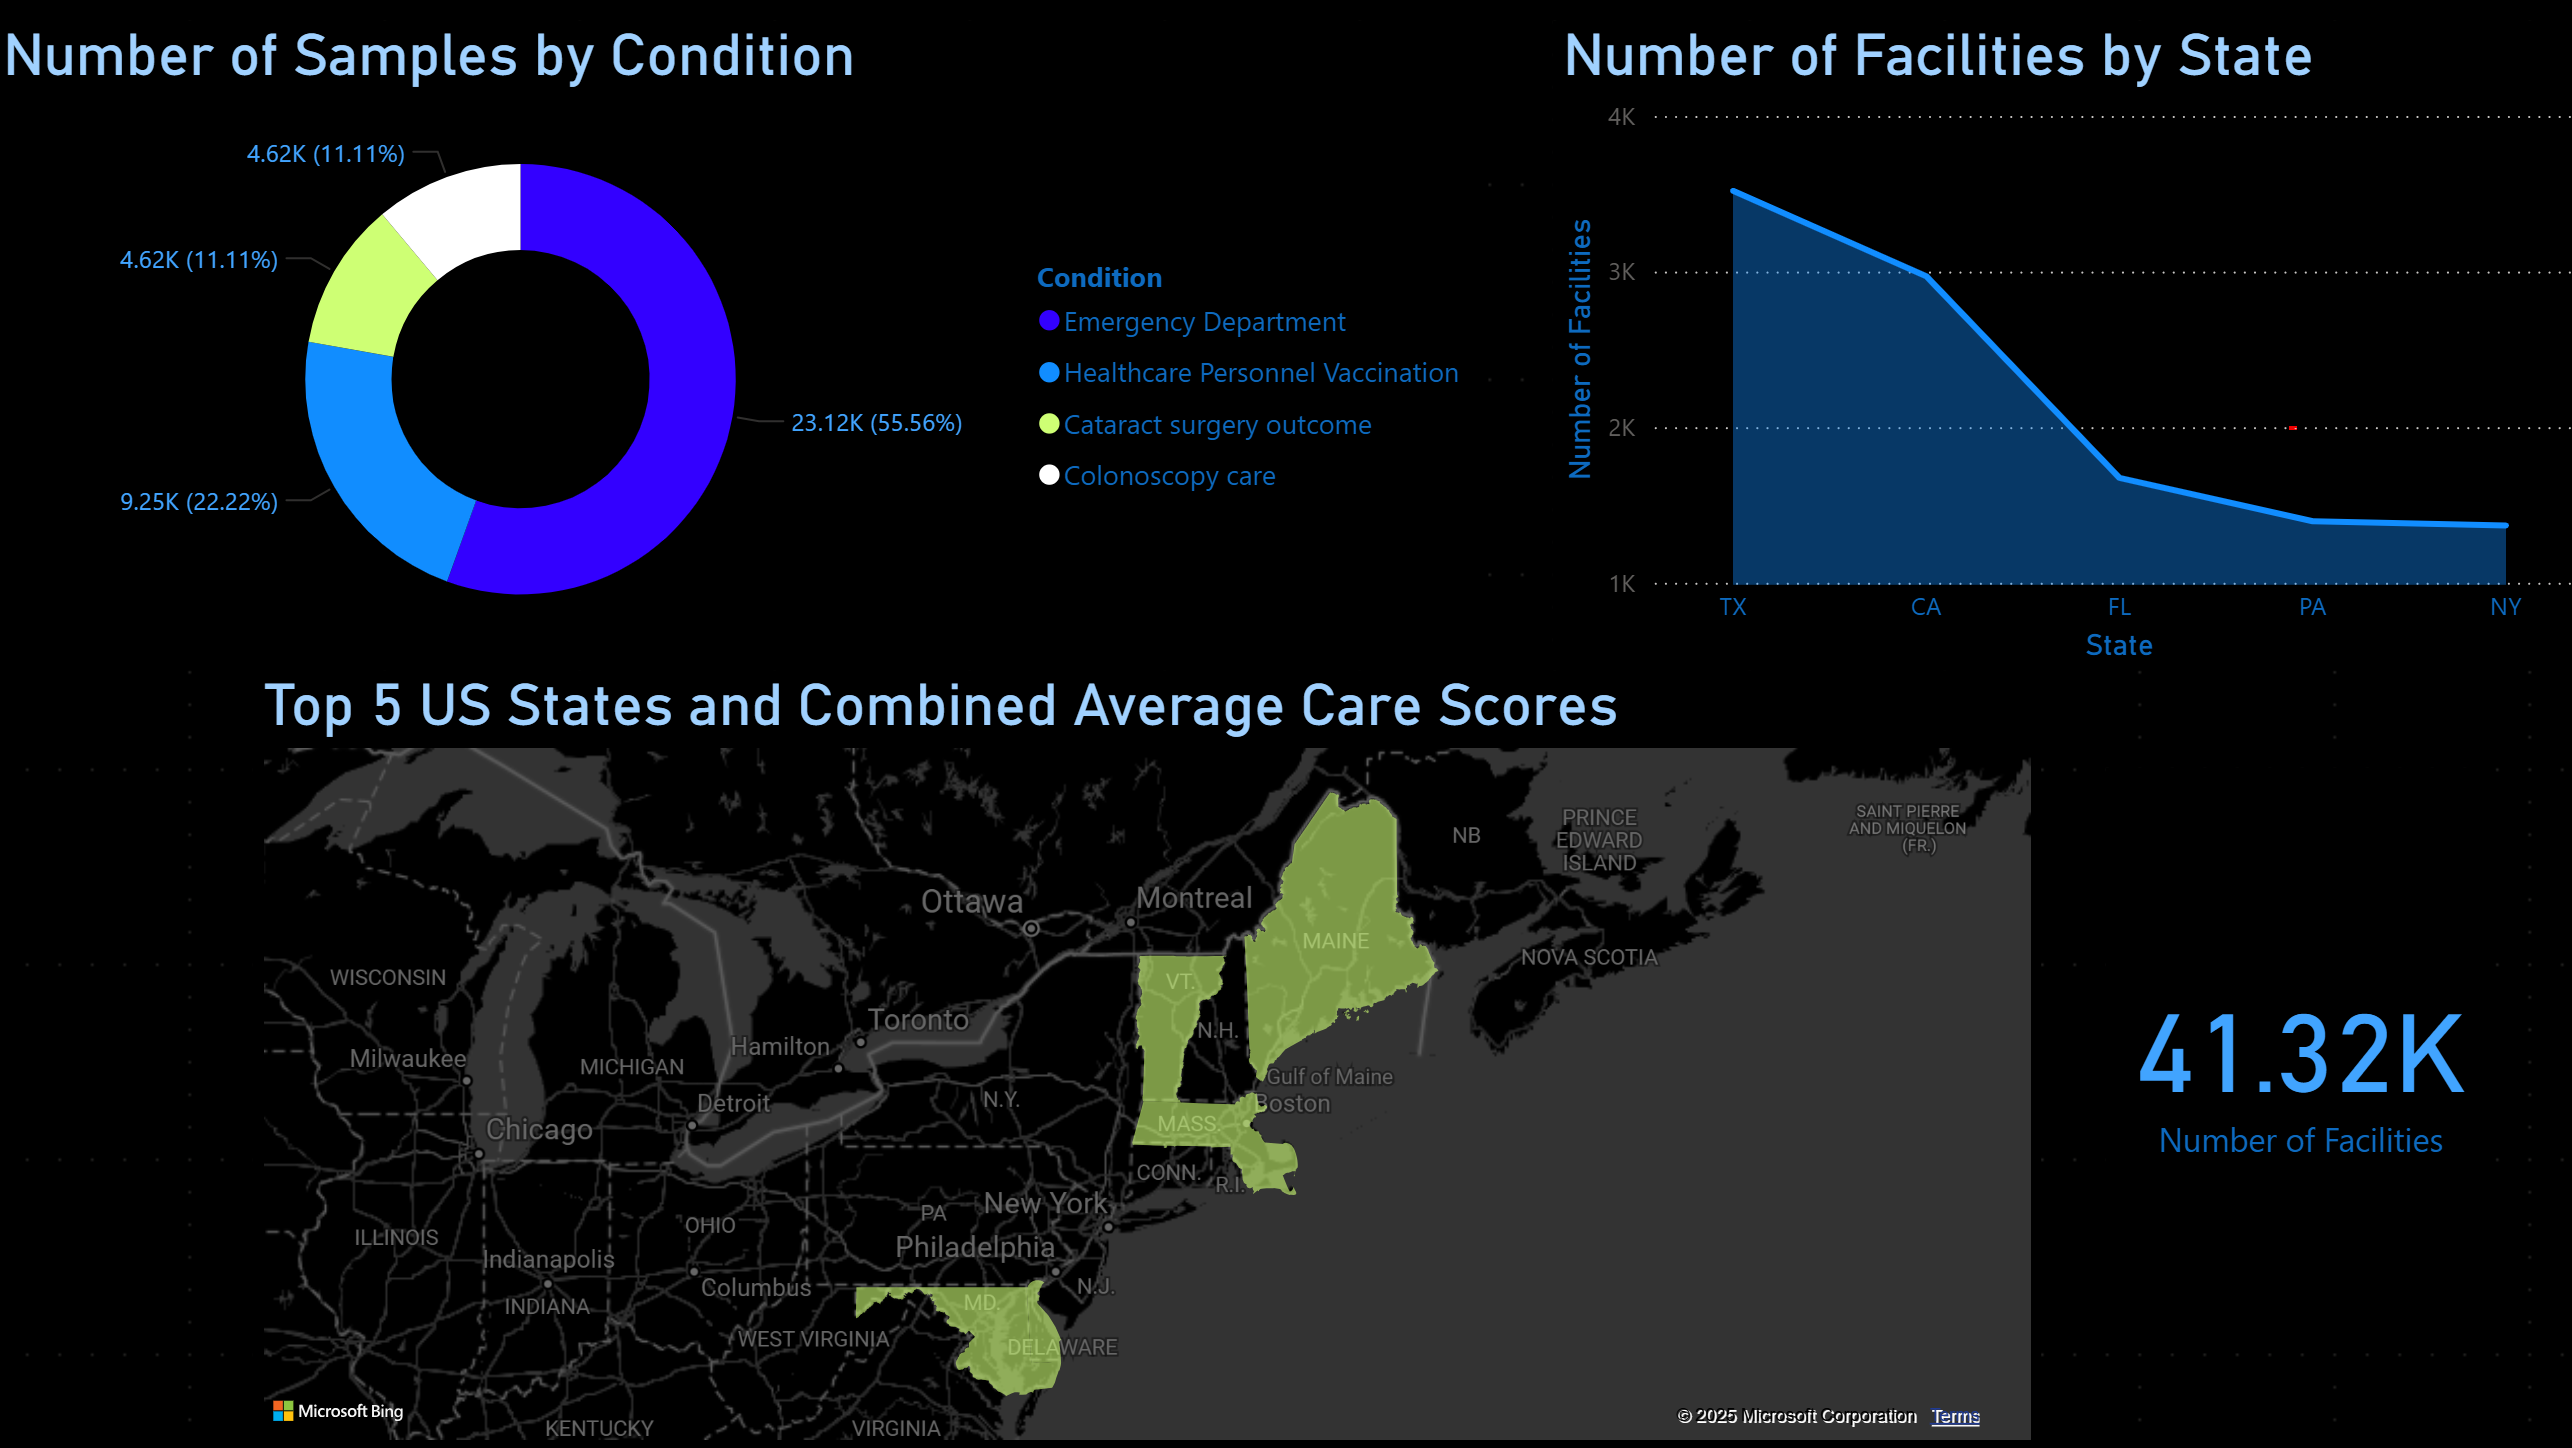 Number of Samples by Condition
4.62K (11.11%)
4.62K (11.11%)
9.25K (22.22%)
23.12K (55.56%)
Condition
Emergency Department
Healthcare Personnel Vaccination
Cataract surgery outcome
Colonoscopy care
Number of Facilities by State
Number of Facilities
4K
3K
2K
1K
TX
CA
FL
PA
NY
State
Top 5 US States and Combined Average Care Scores
PRINCE
EDWARD
ISLAND
SAINT PIERRE
AND MIQUELON
(FR.)
NB
Ottawa
Montreal
MAINE
NOVA SCOTIA
WISCONSIN
VT.
Toronto
N.H.
Hamilton
Milwaukee
MICHIGAN
Gulf of Maine
Detroit
N.Y.
Boston
Chicago
MASS.
CONN.
R.I.
New York
PA
OHIO
ILLINOIS
Philadelphia
Indianapolis
Columbus
N.J.
INDIANA
MD.
WEST VIRGINIA
DELAWARE
KENTUCKY
VIRGINIA
Microsoft Bing
© 2025 Microsoft Corporation Terms
41.32K
Number of Facilities